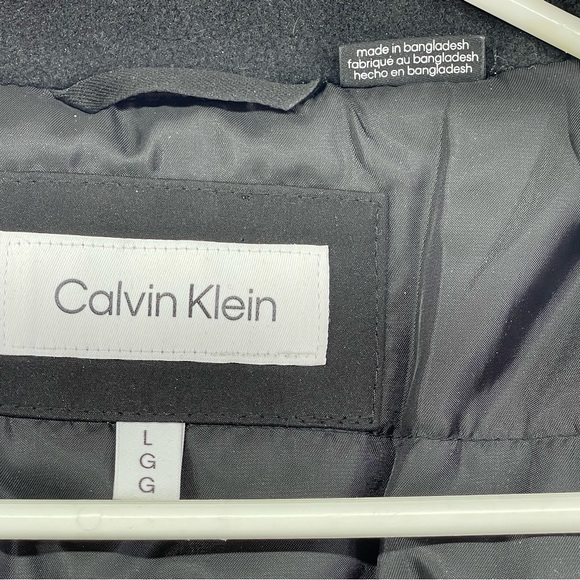 made in bangladesh
fabriqué au bangladesh
hecho en bangladesh
Calvin Klein
L
G
G